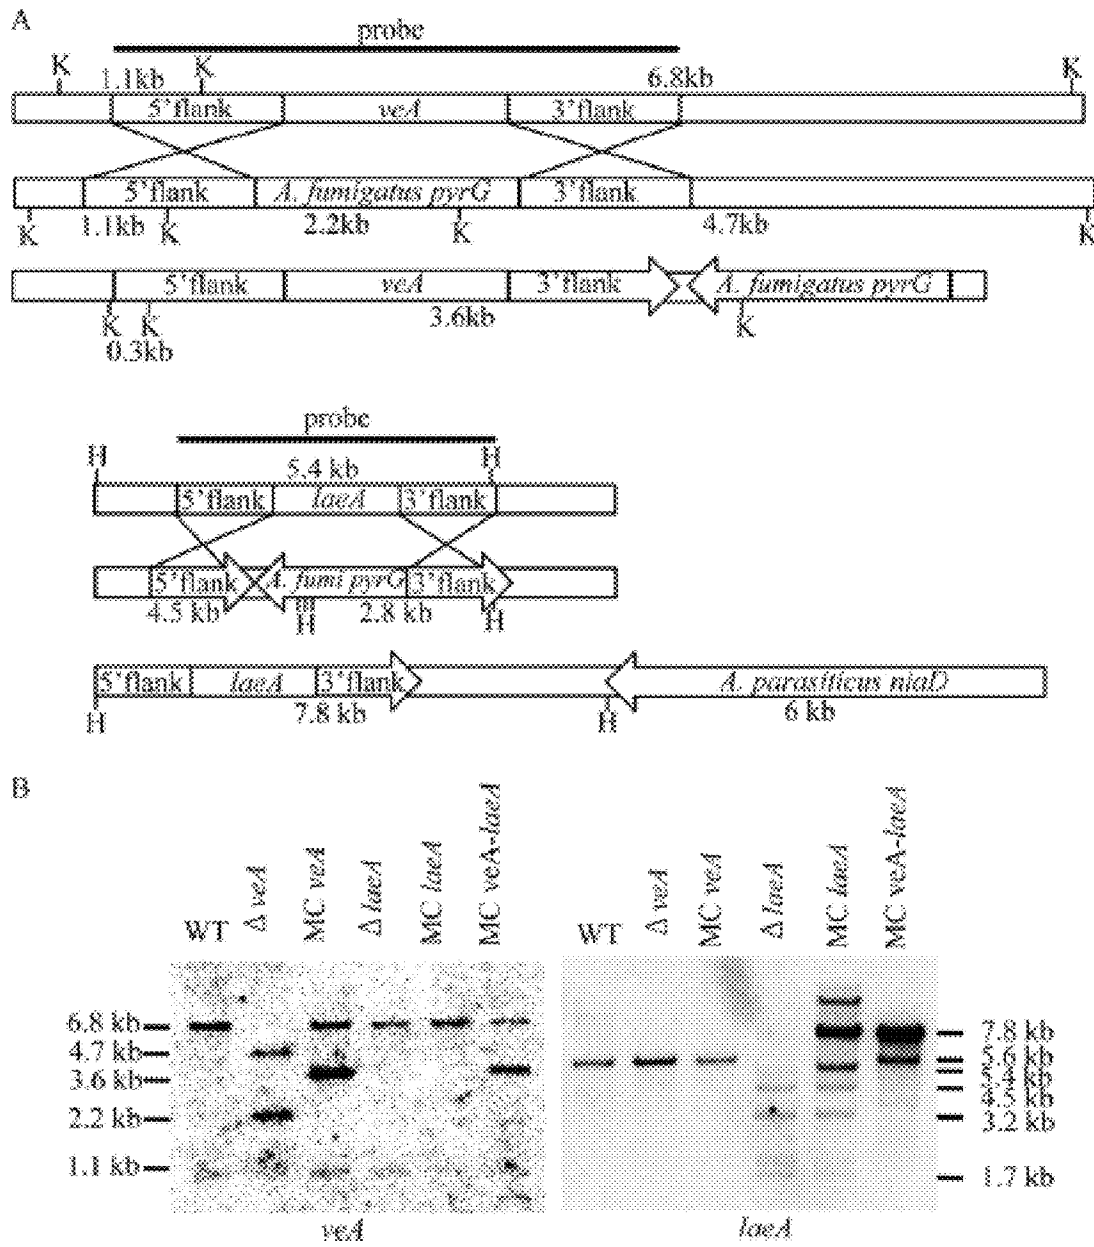 A
probe
K 1.1kb K 6.8kb K
5'flank veA 3'flank
5'flank A. fumigatus pyrG 3'flank
K 1.1kb K 2.2kb K 4.7kb K
5'flank veA 3'flank A. fumigatus pyrG
K K 3.6kb K
0.3kb
probe
H 5.4 kb H
5'flank laeA 3'flank
5'flank A. fumi pyrG 3'flank
4.5 kb H 2.8 kb H
5'flank laeA 3'flank A. parasiticus niaD
H 7.8 kb H 6 kb
B
WT Δ veA MC veA Δ laeA MC laeA MC veA-laeA
WT Δ veA MC veA Δ laeA MC laeA MC veA-laeA
6.8 kb
4.7 kb
3.6 kb
2.2 kb
1.1 kb
7.8 kb
5.6 kb
5.4 kb
4.5 kb
3.2 kb
1.7 kb
veA laeA